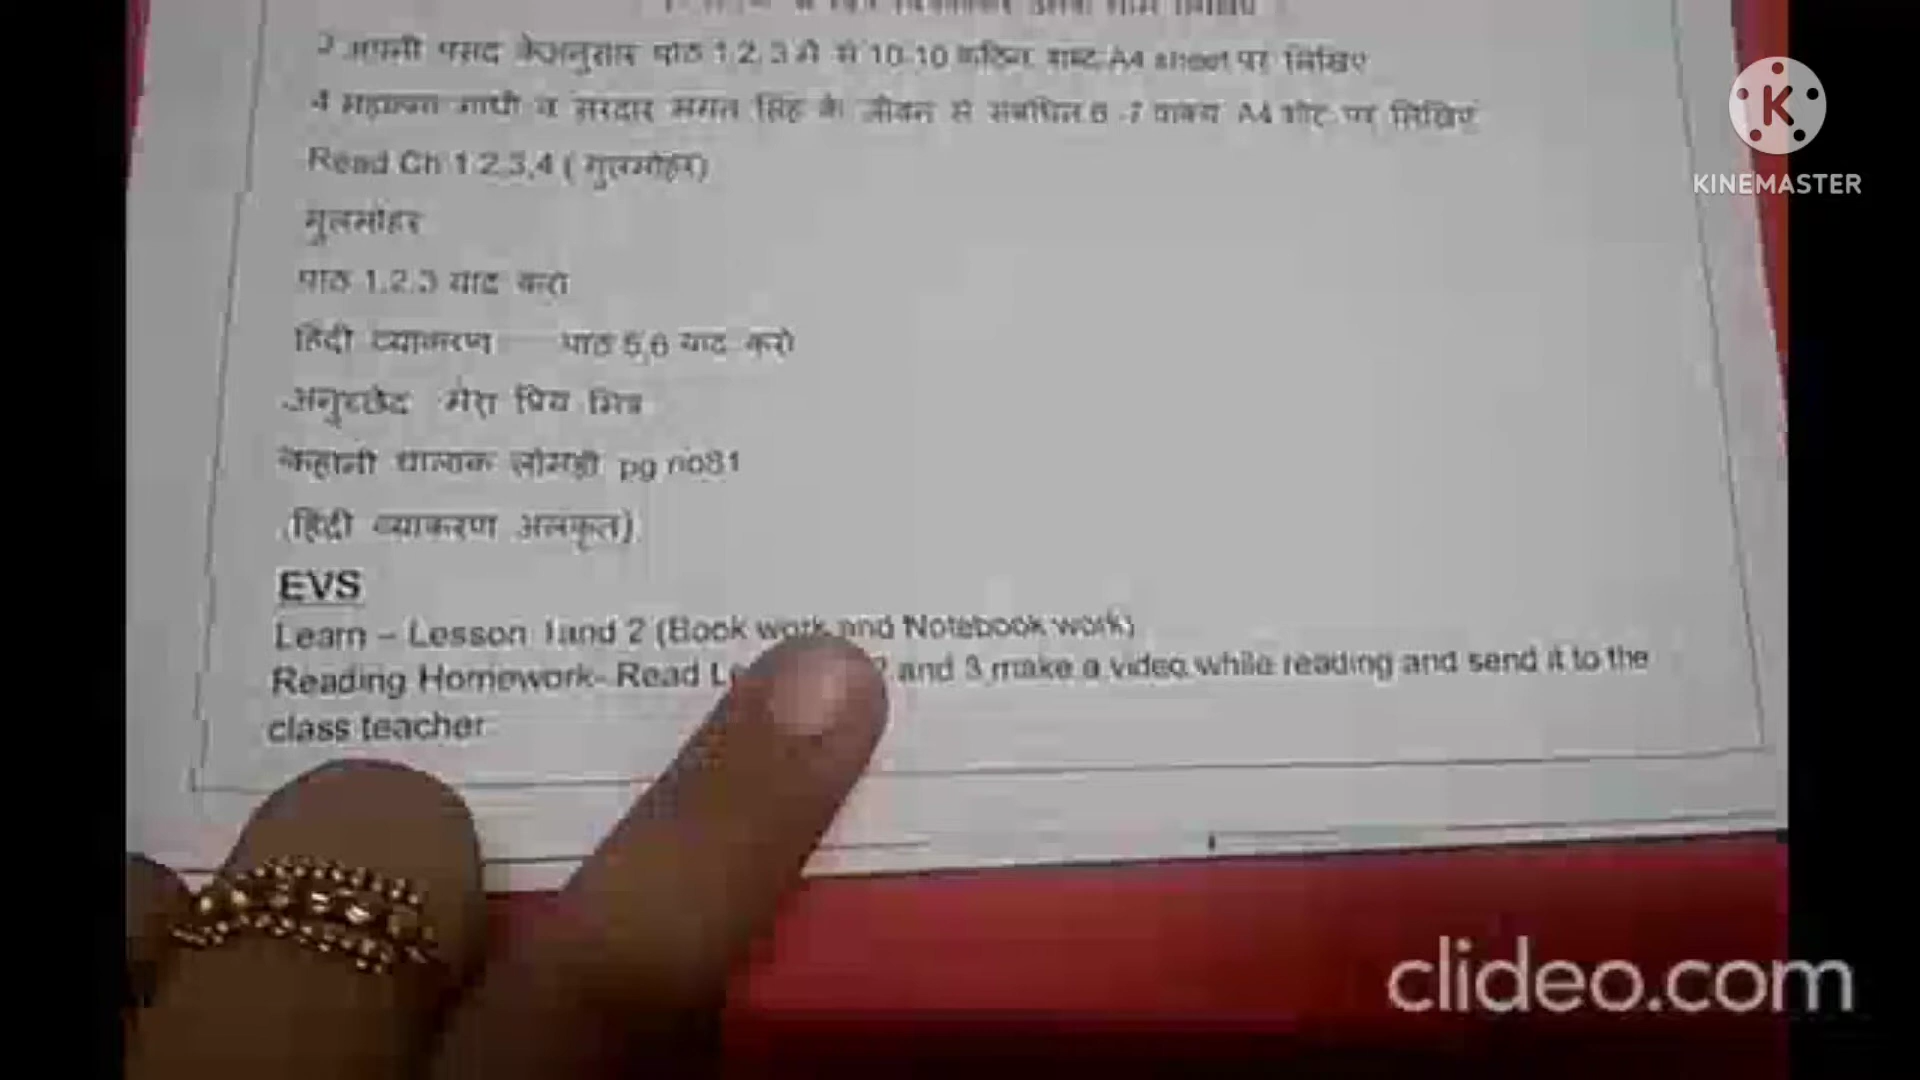 3 अपनी पसंद केअनुसार पाठ 1,2, 3 में से 10-10 कठिन शब्द A4 sheet पर लिखिए
4 महात्मा गांधी व सरदार भगत सिंह के जीवन से संबंधित 6 -7 वाक्य A4 शीट पर लिखिए
Read Ch 1 2,3,4 ( गुलमोहर)
गुलमोहर
पाठ 1,2,3 याद करो
हिंदी व्याकरण पाठ 5,6 याद करो
अनुच्छेद मेरा प्रिय मित्र
कहानी चालाक लोमड़ी pg no81
(हिंदी व्याकरण अलंकृत)
EVS
Learn – Lesson 1and 2 (Book work and Notebook work)
Reading Homework- Read 2 and 3 make a video while reading and send it to the
class teacher
KINEMASTER
clideo.com